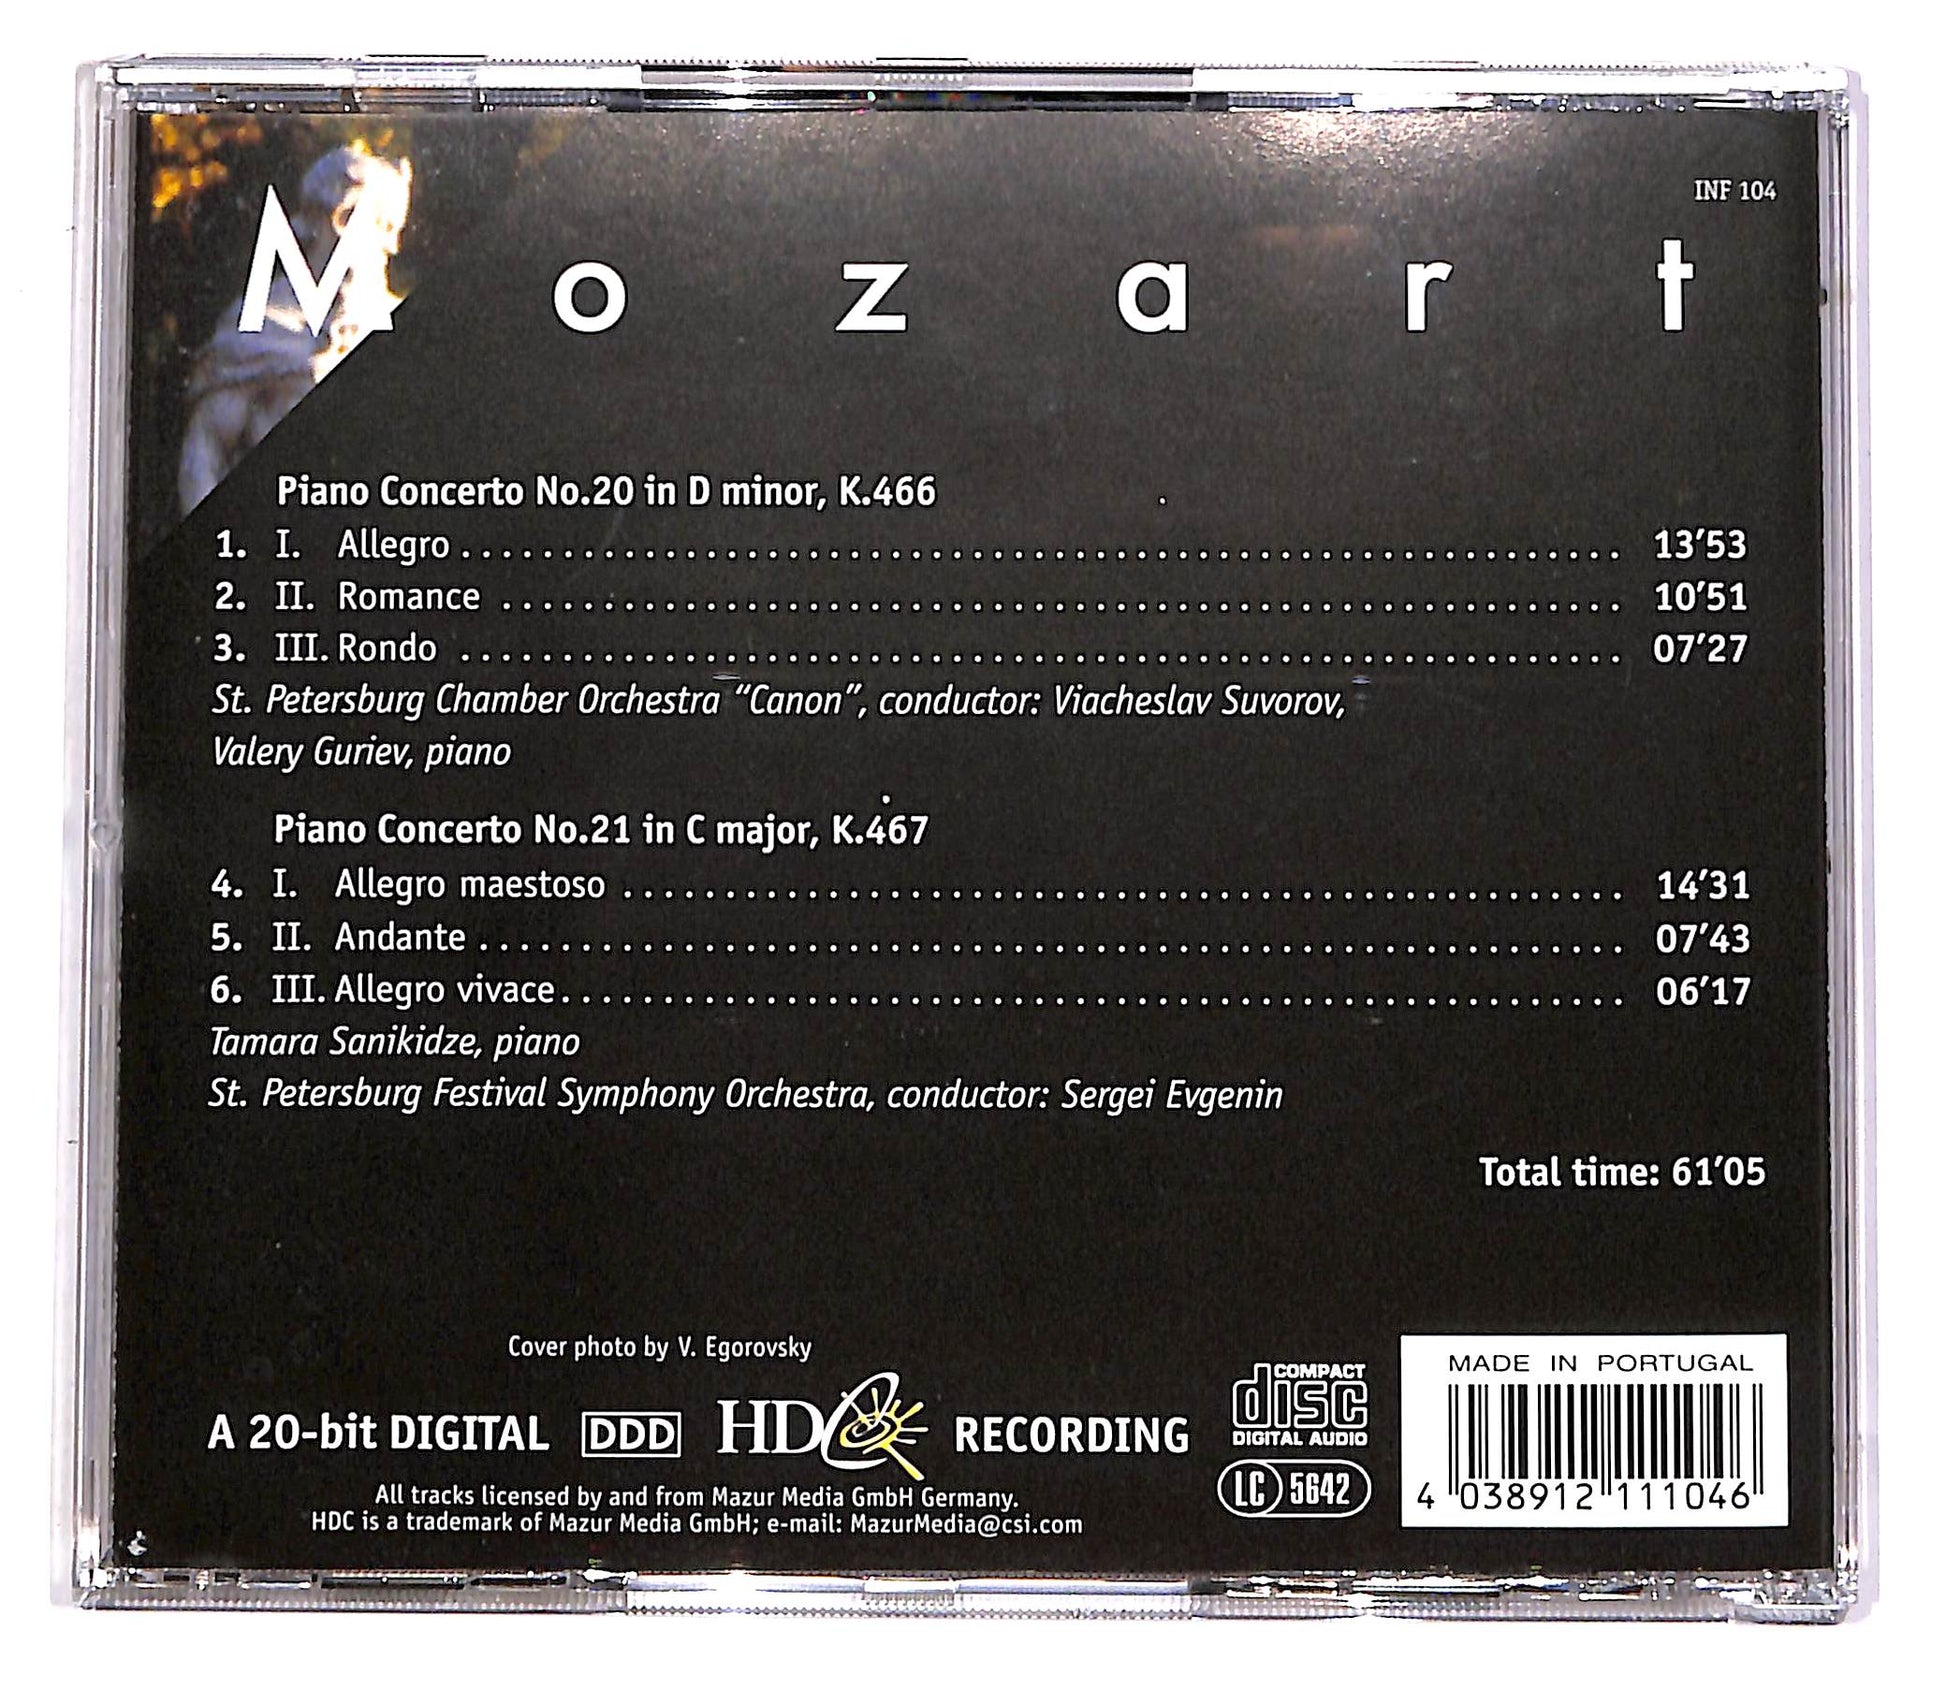 INF 104
Mozart
Piano Concerto No.20 in D minor, K.466
1. I. Allegro ........................................................ 13’53
2. II. Romance ........................................................ 10’51
3. III. Rondo ........................................................ 07’27
St. Petersburg Chamber Orchestra “Canon”, conductor: Viacheslav Suvorov,
Valery Guriev, piano
Piano Concerto No.21 in C major, K.467
4. I. Allegro maestoso ................................................. 14’31
5. II. Andante ........................................................ 07’43
6. III. Allegro vivace .................................................... 06’17
Tamara Sanikidze, piano
St. Petersburg Festival Symphony Orchestra, conductor: Sergei Evgenin
Total time: 61’05
Cover photo by V. Egorovsky
A 20-bit DIGITAL DDD HDC RECORDING
All tracks licensed by and from Mazur Media GmbH Germany.
HDC is a trademark of Mazur Media GmbH; e-mail: MazurMedia@csi.com
COMPACT
disc
DIGITAL AUDIO
LC 5642
MADE IN PORTUGAL
4 038912 111046